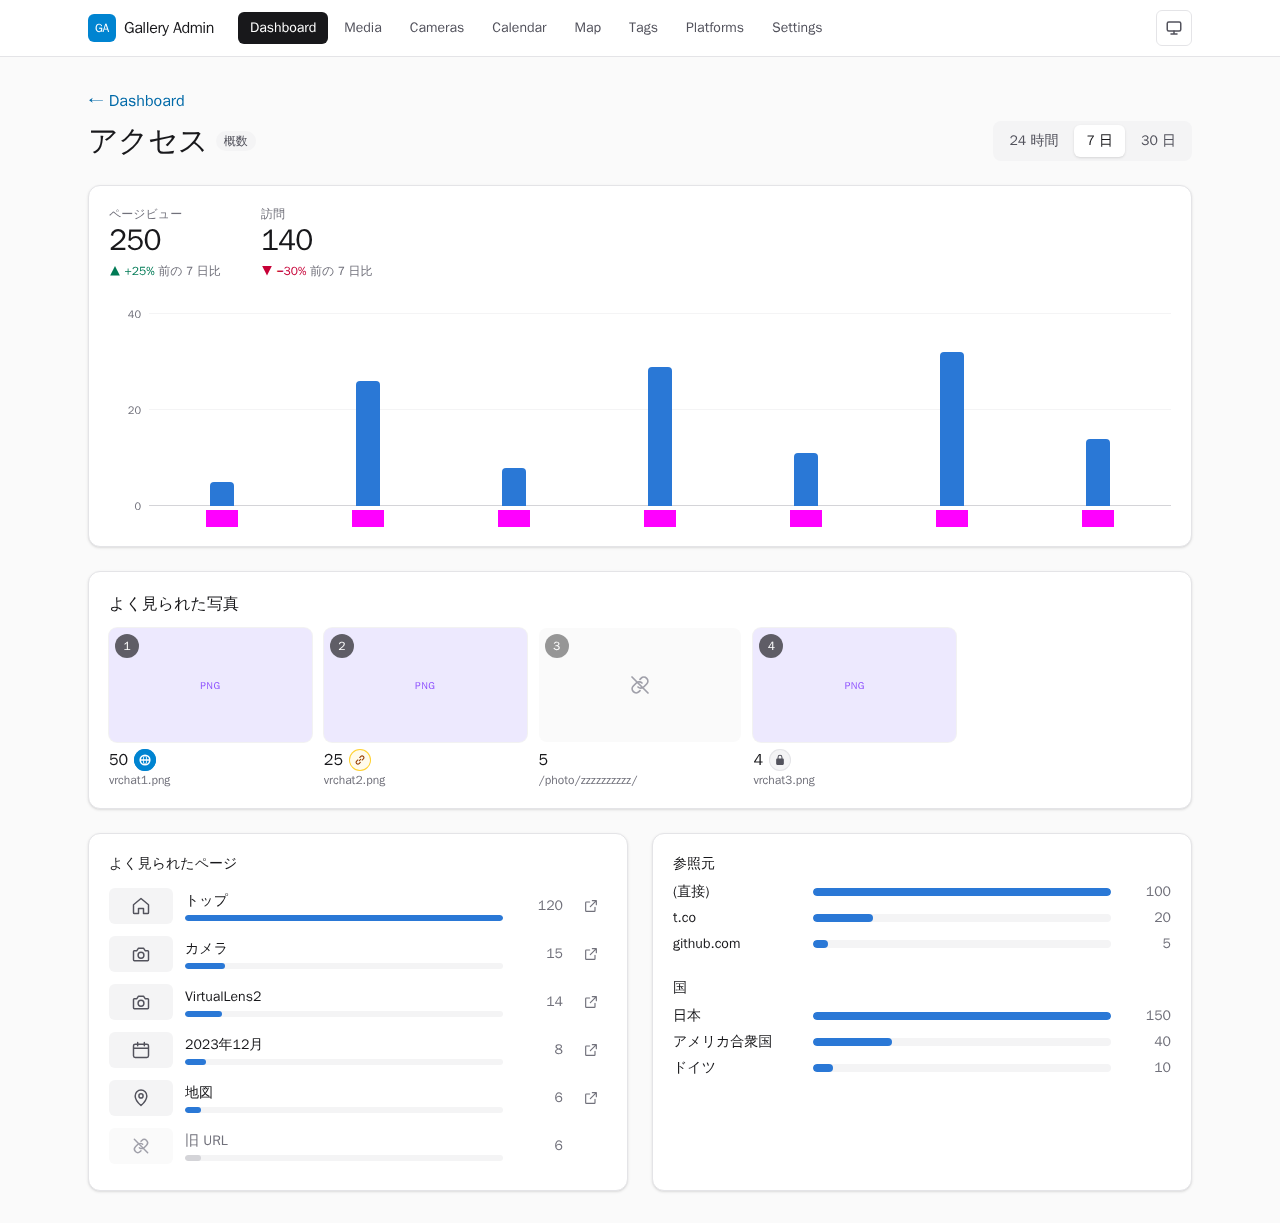 GA Gallery Admin Dashboard Media Cameras Calendar Map Tags Platforms Settings
← Dashboard
アクセス 概数 24 時間 7 日 30 日
ページビュー 訪問
250 140
▲ +25% 前の 7 日比 ▼ −30% 前の 7 日比
40
20
0
よく見られた写真
1 2 3 4
PNG PNG PNG
50 25 5 4
vrchat1.png vrchat2.png /photo/zzzzzzzzzz/ vrchat3.png
よく見られたページ
トップ 120
カメラ 15
VirtualLens2 14
2023年12月 8
地図 6
旧 URL 6
参照元
(直接) 100
t.co 20
github.com 5
国
日本 150
アメリカ合衆国 40
ドイツ 10